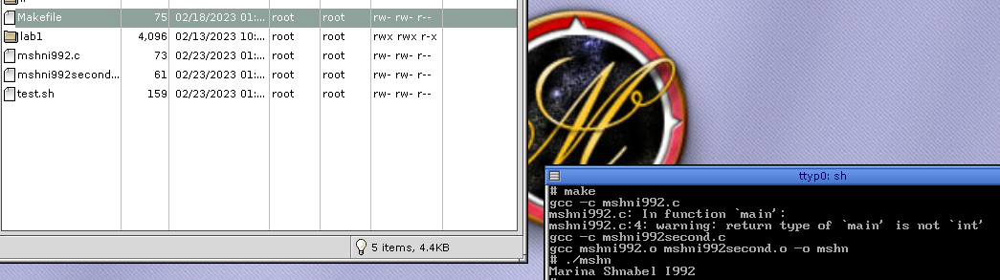 Makefile 75 02/18/2023 01:... root root rw- rw- r--
lab1 4,096 02/13/2023 10:... root root rwx rwx r-x
mshni992.c 73 02/23/2023 01:... root root rw- rw- r--
mshni992second... 61 02/23/2023 01:... root root rw- rw- r--
test.sh 159 02/23/2023 01:... root root rw- rw- r--
5 items, 4.4KB
M
ttyp0: sh
# make
gcc -c mshni992.c
mshni992.c: In function `main':
mshni992.c:4: warning: return type of `main' is not `int'
gcc -c mshni992second.c
gcc mshni992.o mshni992second.o -o mshn
# ./mshn
Marina Shnabel I992